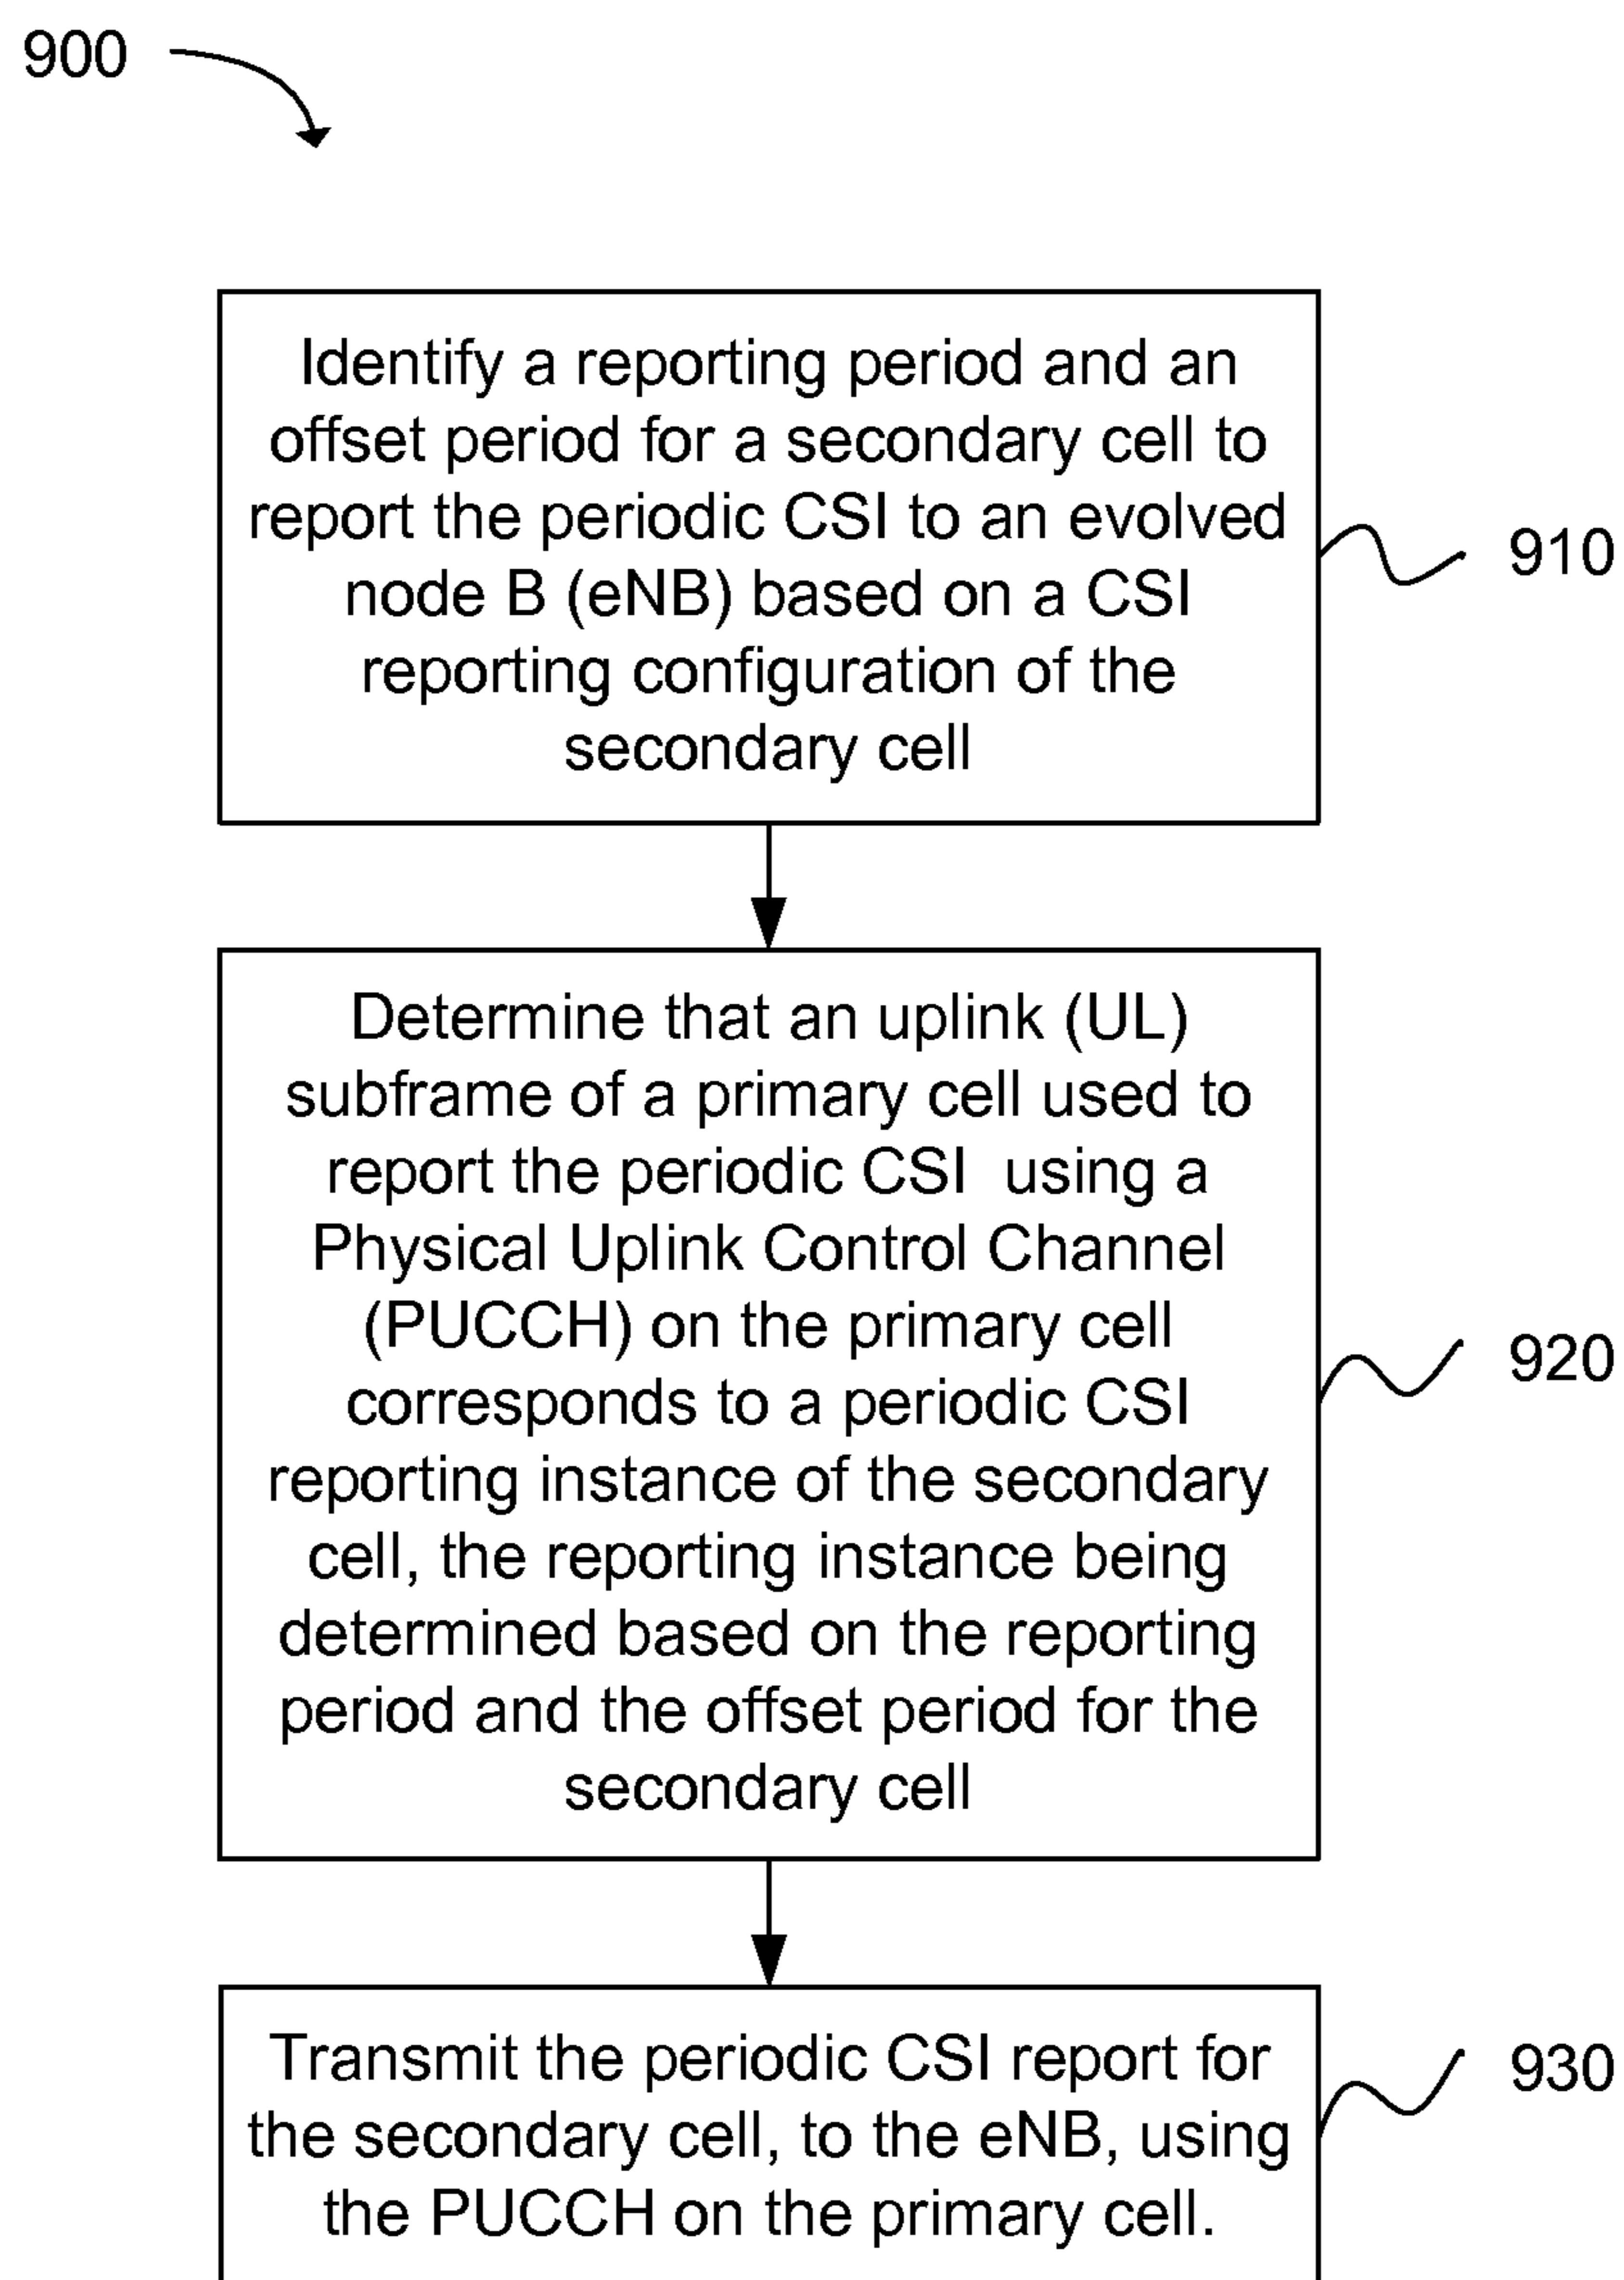 900
Identify a reporting period and an
offset period for a secondary cell to
report the periodic CSI to an evolved
node B (eNB) based on a CSI
reporting configuration of the
secondary cell
910
Determine that an uplink (UL)
subframe of a primary cell used to
report the periodic CSI using a
Physical Uplink Control Channel
(PUCCH) on the primary cell
corresponds to a periodic CSI
reporting instance of the secondary
cell, the reporting instance being
determined based on the reporting
period and the offset period for the
secondary cell
920
Transmit the periodic CSI report for
the secondary cell, to the eNB, using
the PUCCH on the primary cell.
930